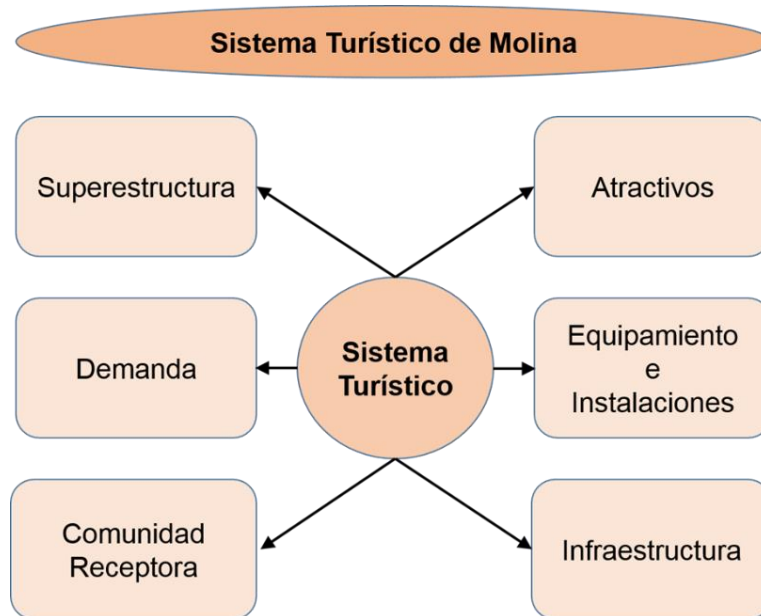 Sistema Turístico de Molina
Superestructura
Atractivos
Demanda
Sistema
Turístico
Equipamiento
e
Instalaciones
Comunidad
Receptora
Infraestructura